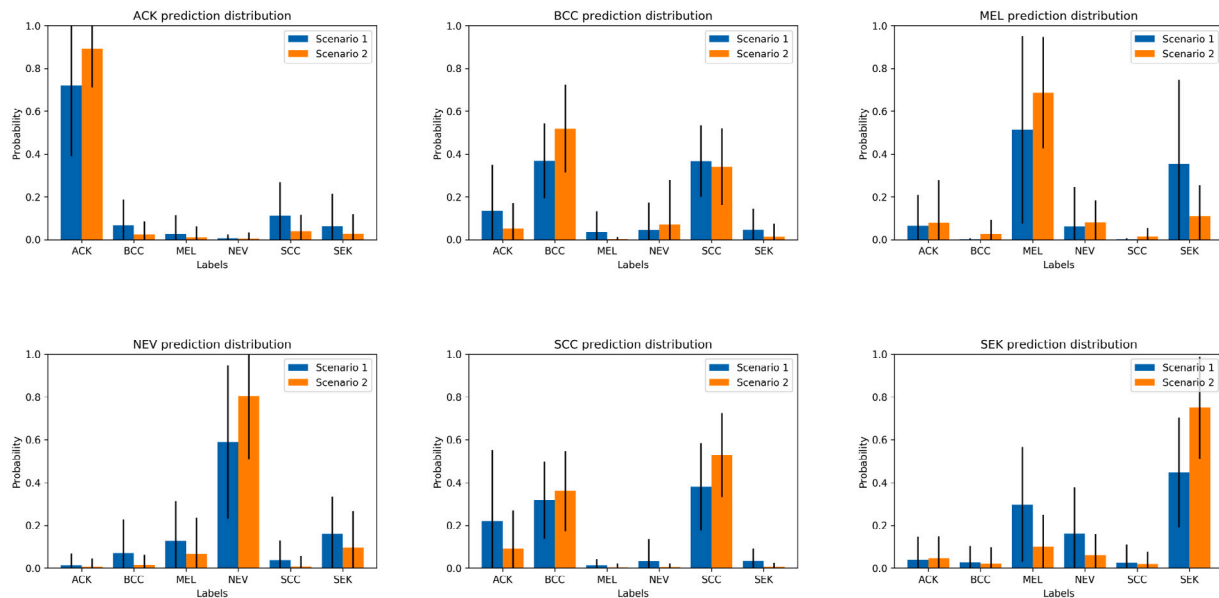 ACK prediction distribution
1.0
0.8
0.6
0.4
0.2
0.0
Probability
Scenario 1
Scenario 2
ACK BCC MEL NEV SCC SEK
Labels
BCC prediction distribution
1.0
0.8
0.6
0.4
0.2
0.0
Probability
Scenario 1
Scenario 2
ACK BCC MEL NEV SCC SEK
Labels
MEL prediction distribution
1.0
0.8
0.6
0.4
0.2
0.0
Probability
Scenario 1
Scenario 2
ACK BCC MEL NEV SCC SEK
Labels
NEV prediction distribution
1.0
0.8
0.6
0.4
0.2
0.0
Probability
Scenario 1
Scenario 2
ACK BCC MEL NEV SCC SEK
Labels
SCC prediction distribution
1.0
0.8
0.6
0.4
0.2
0.0
Probability
Scenario 1
Scenario 2
ACK BCC MEL NEV SCC SEK
Labels
SEK prediction distribution
1.0
0.8
0.6
0.4
0.2
0.0
Probability
Scenario 1
Scenario 2
ACK BCC MEL NEV SCC SEK
Labels